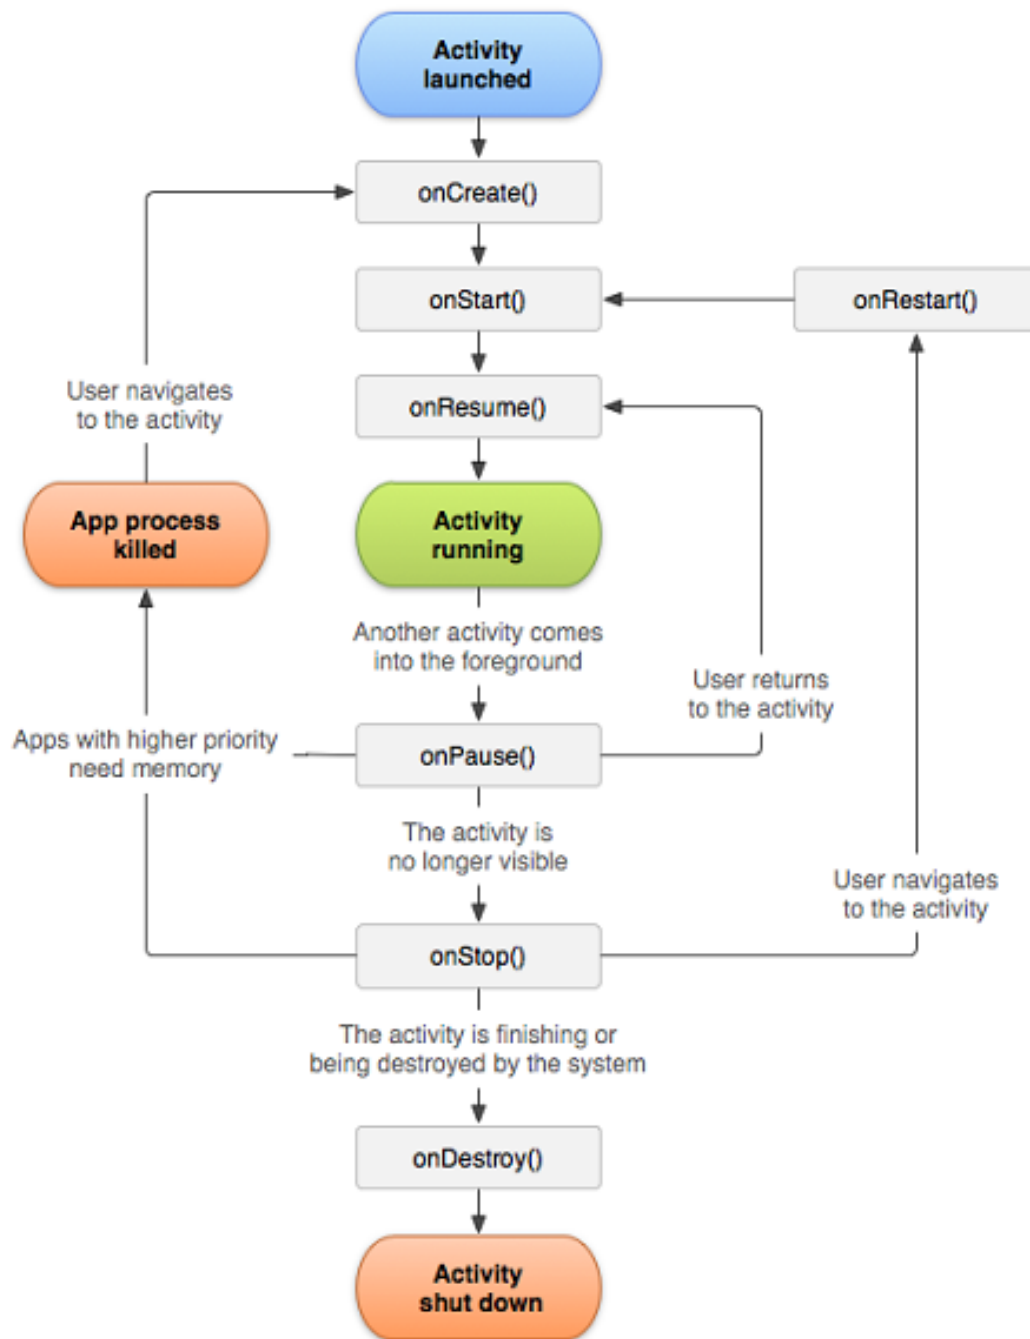 Activity
launched
onCreate()
onStart()
onRestart()
User navigates
to the activity
onResume()
App process
killed
Activity
running
Another activity comes
into the foreground
User returns
to the activity
Apps with higher priority
need memory
onPause()
The activity is
no longer visible
User navigates
to the activity
onStop()
The activity is finishing or
being destroyed by the system
onDestroy()
Activity
shut down